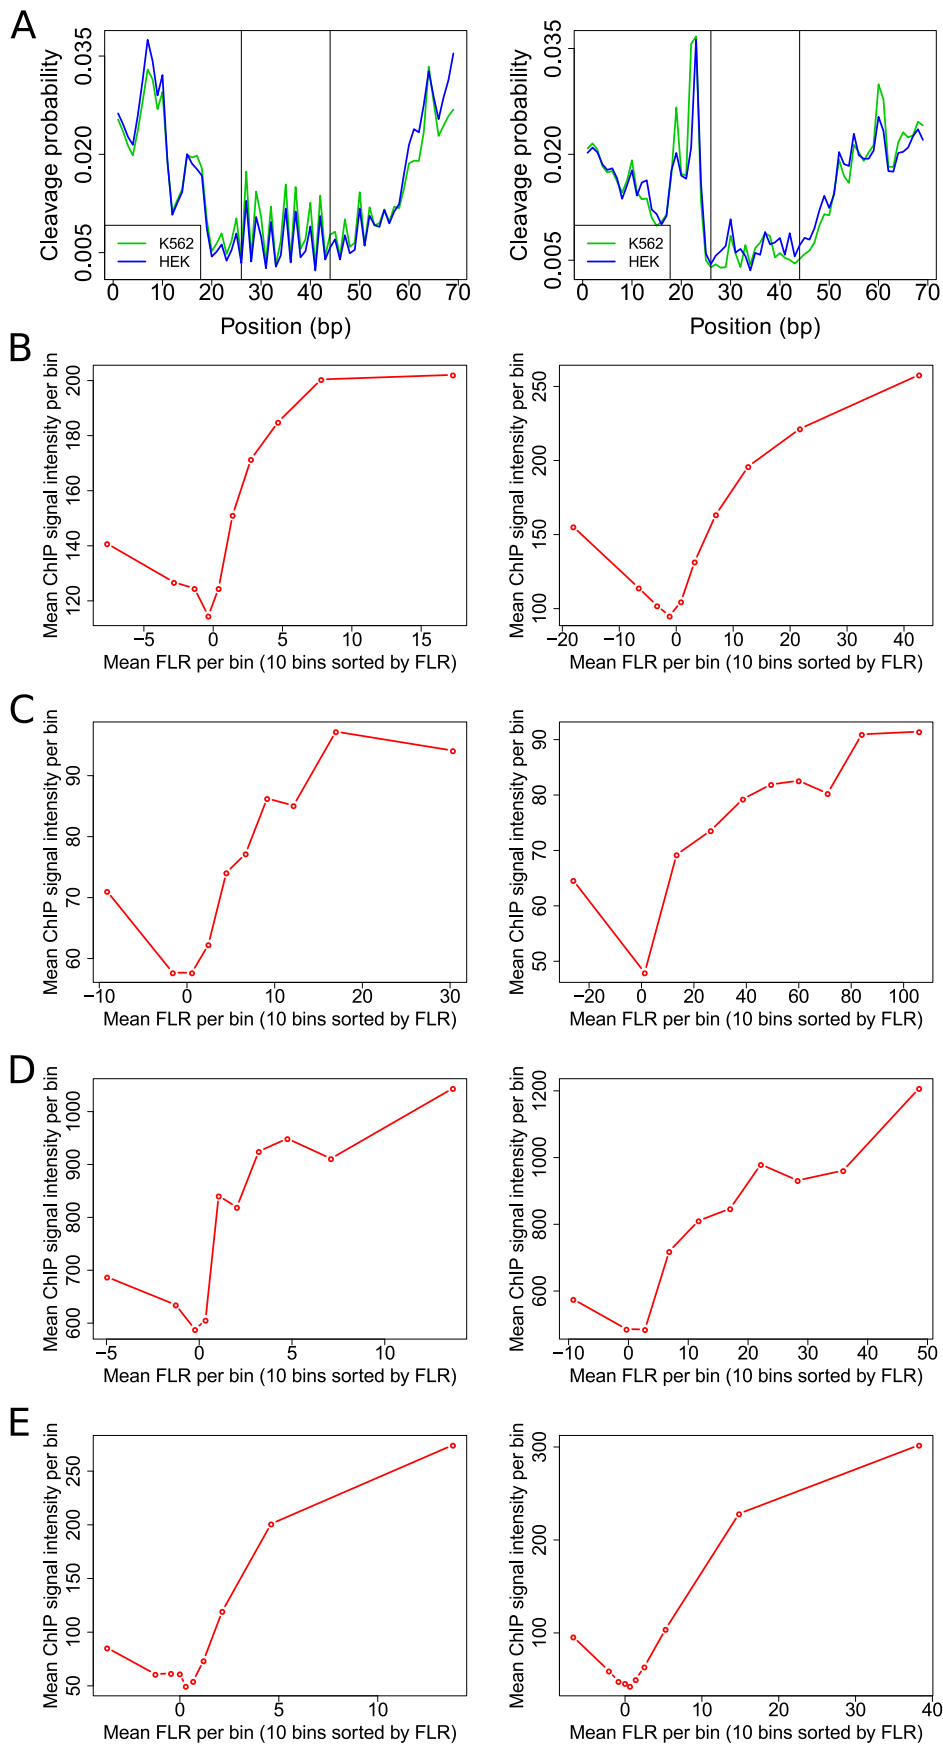 A
Cleavage probability
0.005 0.020 0.035
K562
HEK
0 10 20 30 40 50 60 70
Position (bp)
Cleavage probability
0.005 0.020 0.035
K562
HEK
0 10 20 30 40 50 60 70
Position (bp)
B
Mean ChIP signal intensity per bin
120 140 160 180 200
−5 0 5 10 15
Mean FLR per bin (10 bins sorted by FLR)
Mean ChIP signal intensity per bin
100 150 200 250
−20 −10 0 10 20 30 40
Mean FLR per bin (10 bins sorted by FLR)
C
Mean ChIP signal intensity per bin
60 70 80 90
−10 0 10 20 30
Mean FLR per bin (10 bins sorted by FLR)
Mean ChIP signal intensity per bin
50 60 70 80 90
−20 0 20 40 60 80 100
Mean FLR per bin (10 bins sorted by FLR)
D
Mean ChIP signal intensity per bin
600 700 800 900 1000
−5 0 5 10
Mean FLR per bin (10 bins sorted by FLR)
Mean ChIP signal intensity per bin
600 800 1000 1200
−10 0 10 20 30 40 50
Mean FLR per bin (10 bins sorted by FLR)
E
Mean ChIP signal intensity per bin
50 100 150 200 250
0 5 10
Mean FLR per bin (10 bins sorted by FLR)
Mean ChIP signal intensity per bin
100 200 300
0 10 20 30 40
Mean FLR per bin (10 bins sorted by FLR)